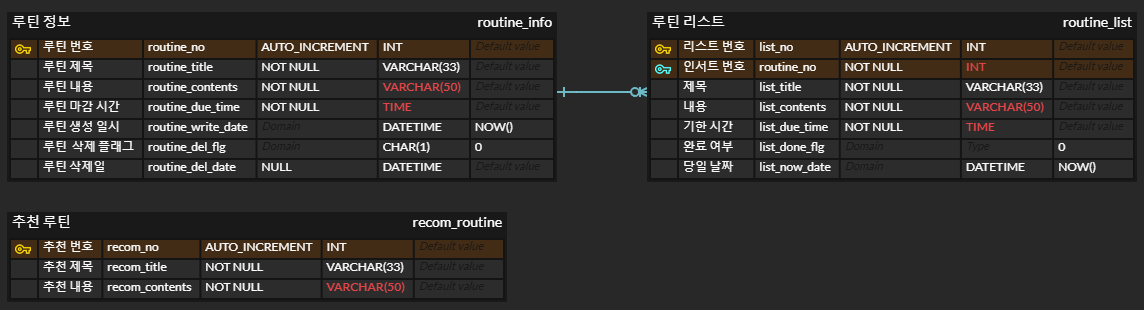 루틴 정보 routine_info
루틴 번호 routine_no AUTO_INCREMENT INT Default value
루틴 제목 routine_title NOT NULL VARCHAR(33) Default value
루틴 내용 routine_contents NOT NULL VARCHAR(50) Default value
루틴 마감 시간 routine_due_time NOT NULL TIME Default value
루틴 생성 일시 routine_write_date Domain DATETIME NOW()
루틴 삭제 플래그 routine_del_flg Domain CHAR(1) 0
루틴 삭제일 routine_del_date NULL DATETIME Default value
루틴 리스트 routine_list
리스트 번호 list_no AUTO_INCREMENT INT Default value
인서트 번호 routine_no NOT NULL INT Default value
제목 list_title NOT NULL VARCHAR(33) Default value
내용 list_contents NOT NULL VARCHAR(50) Default value
기한 시간 list_due_time NOT NULL TIME Default value
완료 여부 list_done_flg Domain Type 0
당일 날짜 list_now_date Domain DATETIME NOW()
추천 루틴 recom_routine
추천 번호 recom_no AUTO_INCREMENT INT Default value
추천 제목 recom_title NOT NULL VARCHAR(33) Default value
추천 내용 recom_contents NOT NULL VARCHAR(50) Default value